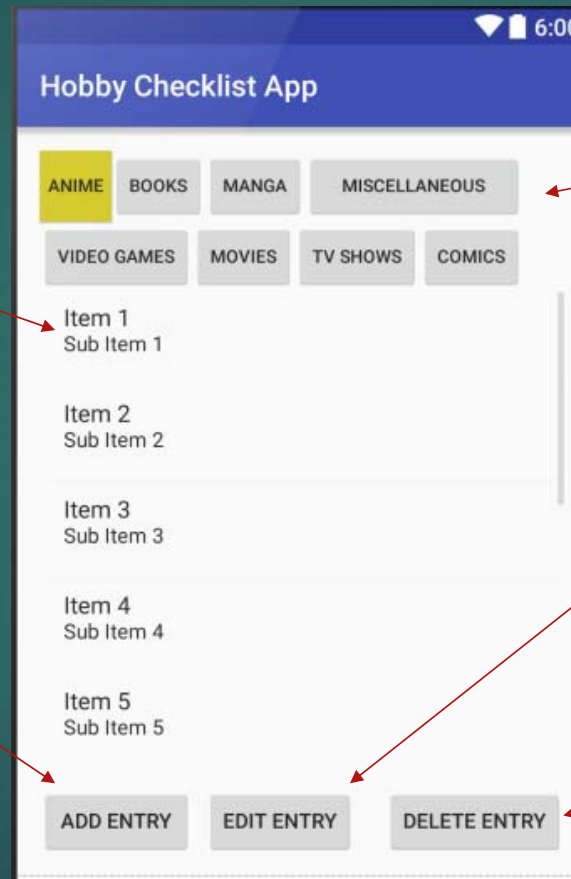 6:00
Hobby Checklist App
ANIME BOOKS MANGA MISCELLANEOUS
VIDEO GAMES MOVIES TV SHOWS COMICS
Item 1
Sub Item 1
Item 2
Sub Item 2
Item 3
Sub Item 3
Item 4
Sub Item 4
Item 5
Sub Item 5
ADD ENTRY EDIT ENTRY DELETE ENTRY